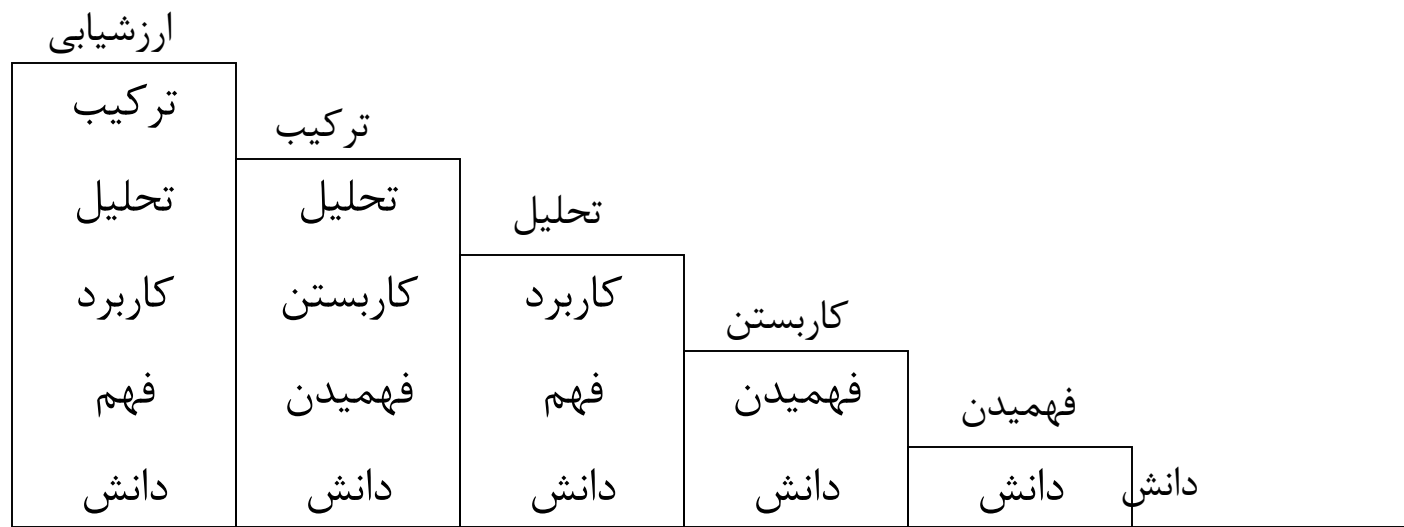 ارزشیابی
ترکیب
ترکیب
تحلیل
تحلیل
تحلیل
کاربرد
کاربستن
کاربرد
کاربستن
فهم
فهمیدن
فهم
فهمیدن
فهمیدن
دانش
دانش
دانش
دانش
دانش
دانش